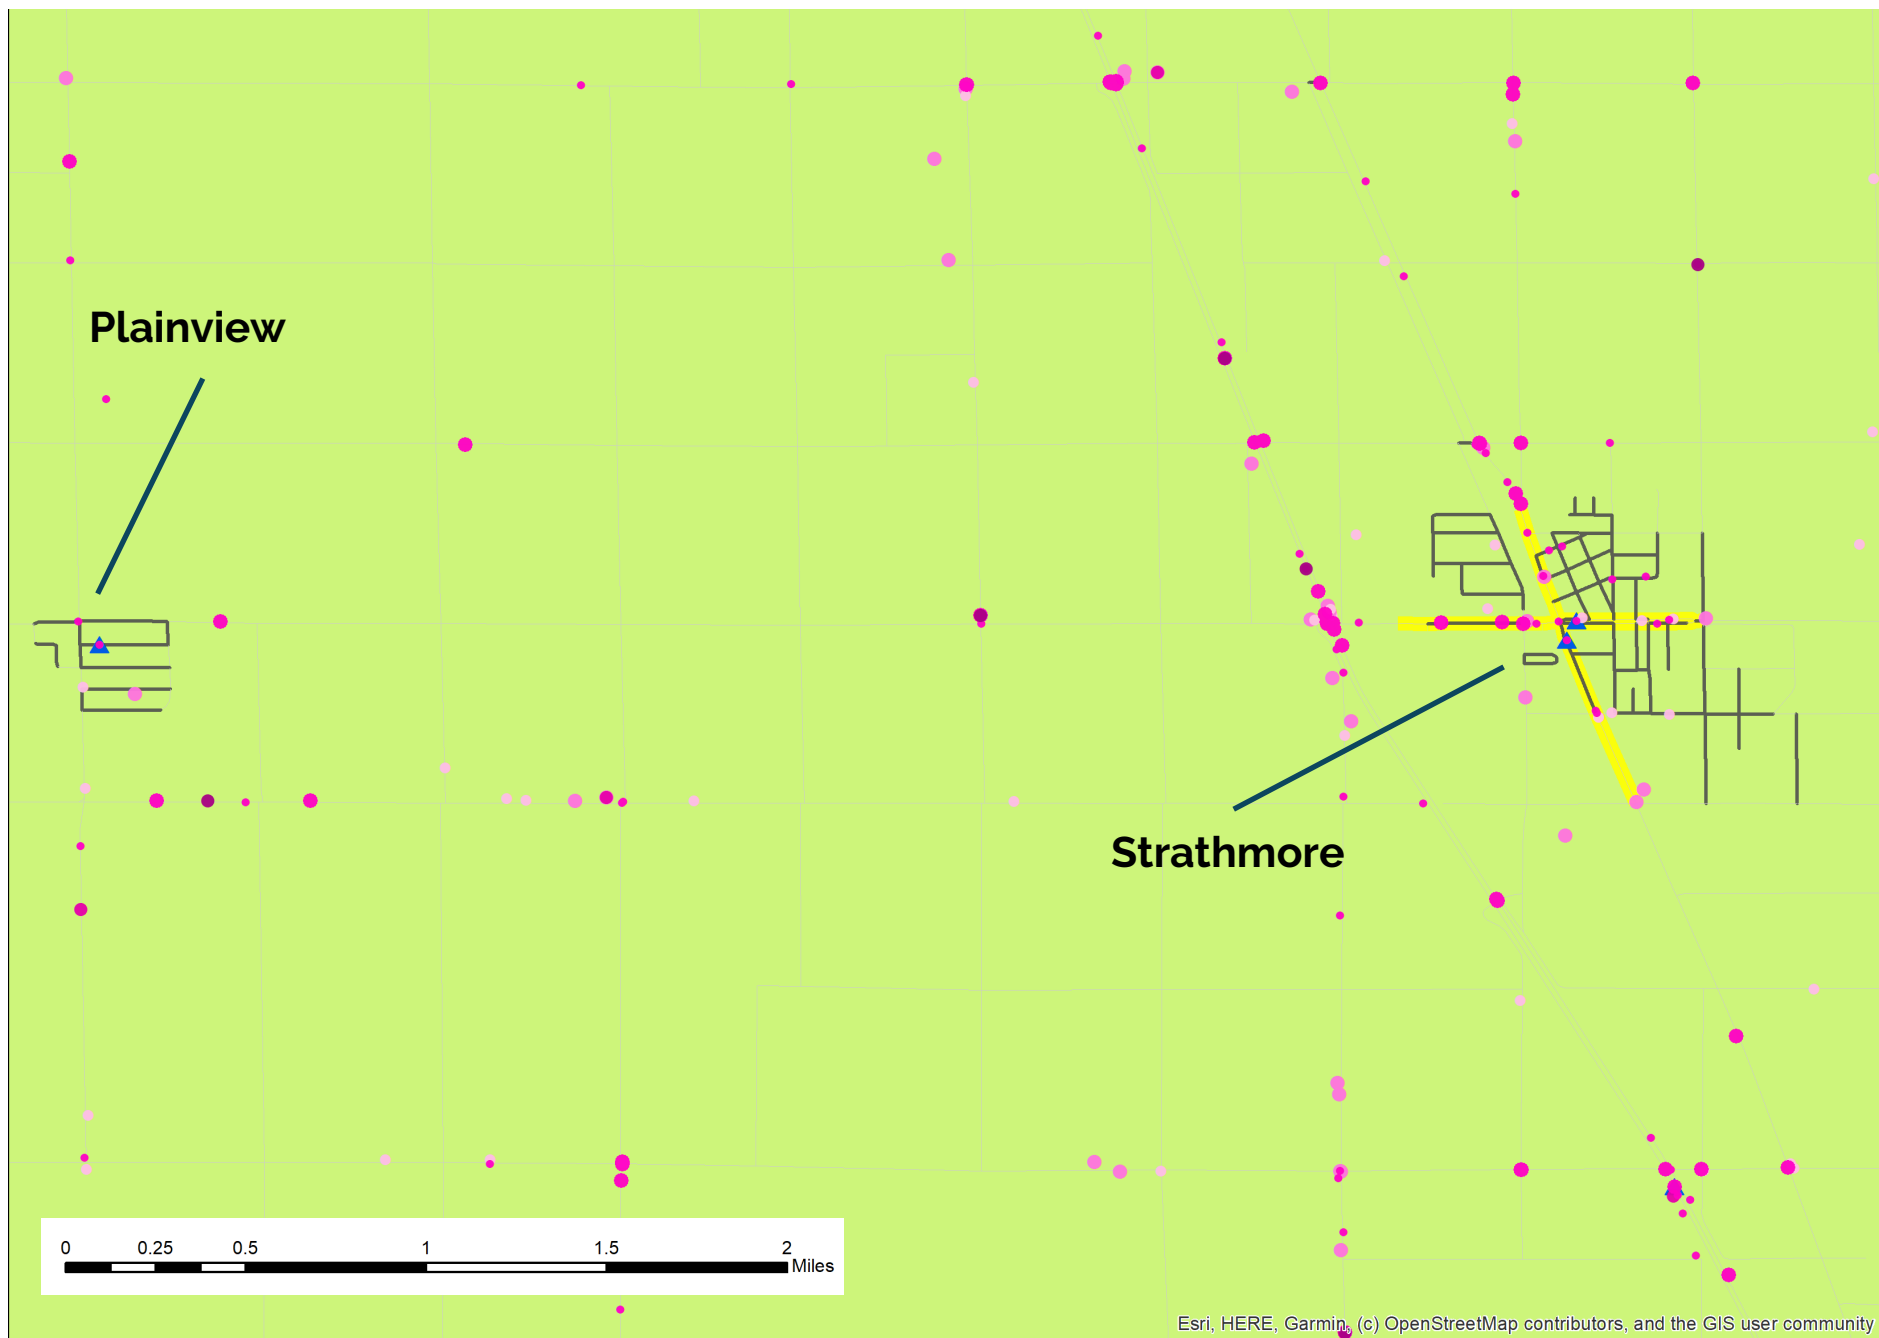 Plainview
Strathmore
0 0.25 0.5 1 1.5 2
Miles
Esri, HERE, Garmin, (c) OpenStreetMap contributors, and the GIS user community